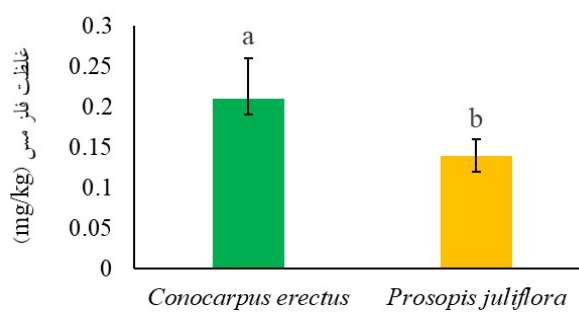 غلظت فلز مس (mg/kg)
0.3
0.25
0.2
0.15
0.1
0.05
0
a
b
Conocarpus erectus
Prosopis juliflora